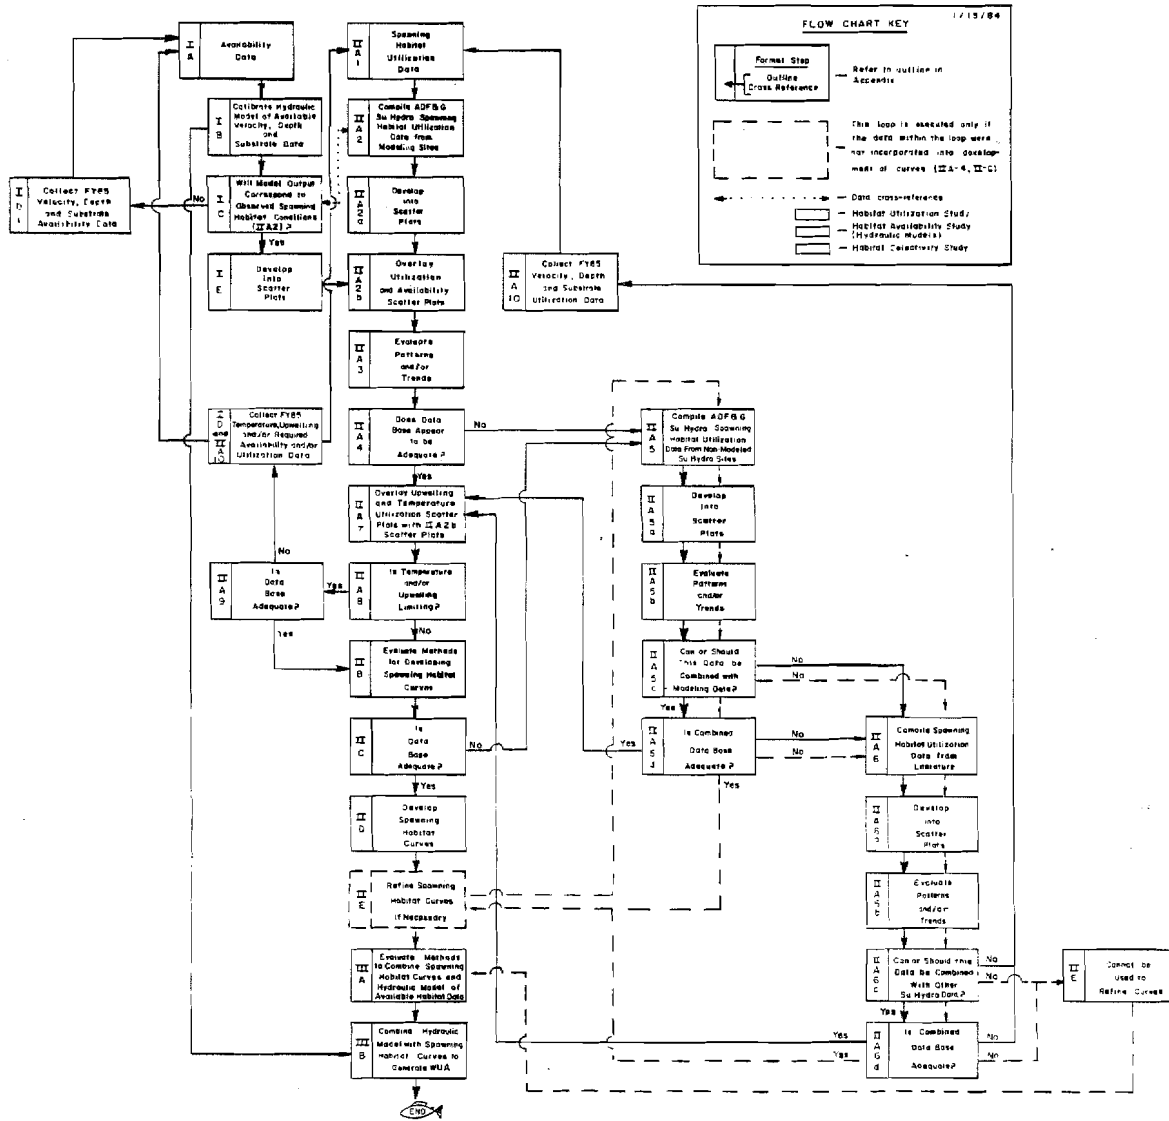 1/15/84
FLOW CHART KEY
Format Step
Outline
Cross Reference
— Refer to outline in
Appendix
This loop is executed only if
the data within the loop were
not incorporated into develop-
ment of curves (IIA-4, II-C)
— Data cross-reference
— Habitat Utilization Study
— Habitat Availability Study
(Hydraulic Models)
— Habitat Selectivity Study
I
A
Availability
Data
II
A
1
Spawning
Habitat
Utilization
Data
I
B
Calibrate Hydraulic
Model of Available
Velocity, Depth
and
Substrate Data
II
A
2
Compile ADF&G
Su Hydro Spawning
Habitat Utilization
Data from
Modeling Sites
I
D
1
Collect FY85
Velocity, Depth
and Substrate
Availability Data
No
I
C
Will Model Output
Correspond to
Observed Spawning
Habitat Conditions
(IIA2)?
Yes
II
A
2a
Develop
into
Scatter
Plots
I
E
Develop
into
Scatter
Plots
II
A
2b
Overlay
Utilization
and Availability
Scatter Plots
II
A
10
Collect FY85
Velocity, Depth
and Substrate
Utilization Data
II
A
3
Evaluate
Patterns
and/or
Trends
I
D and
II
A
10
Collect FY85
Temperature, Upwelling
and/or Required
Availability and/or
Utilization Data
II
A
4
Does Data
Base Appear
to be
Adequate?
No
Yes
II
A
5
Compile ADF&G
Su Hydro Spawning
Habitat Utilization
Data From Non-Modeled
Su Hydro Sites
II
A
7
Overlay Upwelling
and Temperature
Utilization Scatter
Plots with IIA2b
Scatter Plots
II
A
5a
Develop
Into
Scatter
Plots
No
II
A
9
Is
Data
Base
Adequate?
Yes
Yes
II
A
8
Is Temperature
and/or
Upwelling
Limiting?
No
II
A
5b
Evaluate
Patterns
and/or
Trends
II
B
Evaluate Methods
for Developing
Spawning Habitat
Curves
II
A
5
c
Can or Should
This Data be
Combined with
Modeling Data?
No
No
Yes
II
C
Is
Data
Base
Adequate?
No
Yes
Yes
II
A
5
d
Is Combined
Data Base
Adequate?
No
No
Yes
II
A
6
Compile Spawning
Habitat Utilization
Data from
Literature
II
D
Develop
Spawning
Habitat
Curves
II
A
6a
Develop
into
Scatter
Plots
II
E
Refine Spawning
Habitat Curves
if Necessary
Evaluate
Patterns
and/or
Trends
III
A
Evaluate Methods
to Combine Spawning
Habitat Curves and
Hydraulic Model of
Available Habitat Data
II
A
6
c
Can or Should this
Data be Combined
With Other
Su Hydro Data?
No
No
Yes
II
E
Cannot be
Used to
Refine Curves
III
B
Combine Hydraulic
Model with Spawning
Habitat Curves to
Generate WUA
Yes
Yes
II
A
6
d
Is Combined
Data Base
Adequate?
No
No
END